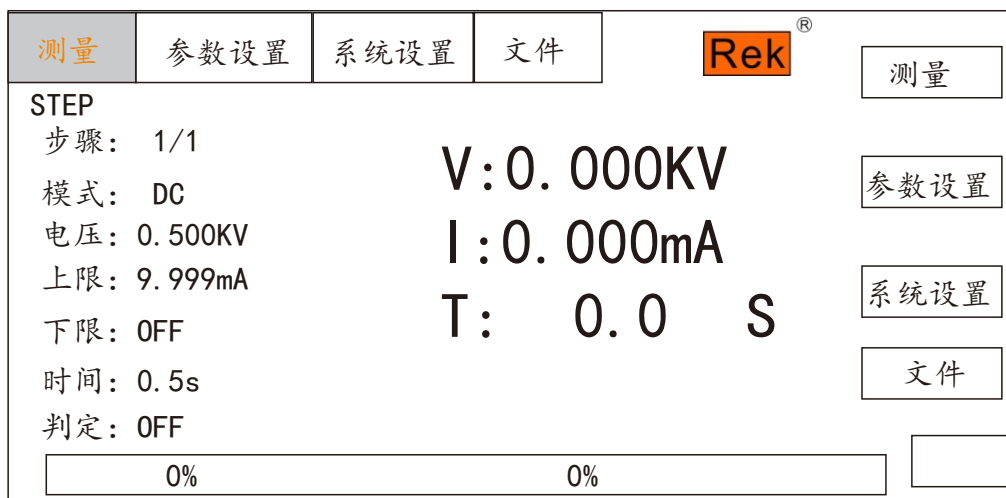 测量 参数设置 系统设置 文件 Rek®
测量
STEP
步骤： 1/1
模式： DC
电压：0.500KV
上限：9.999mA
下限：OFF
时间：0.5s
判定：OFF
V:0.000KV
I:0.000mA
T: 0.0 S
参数设置
系统设置
文件
0% 0%